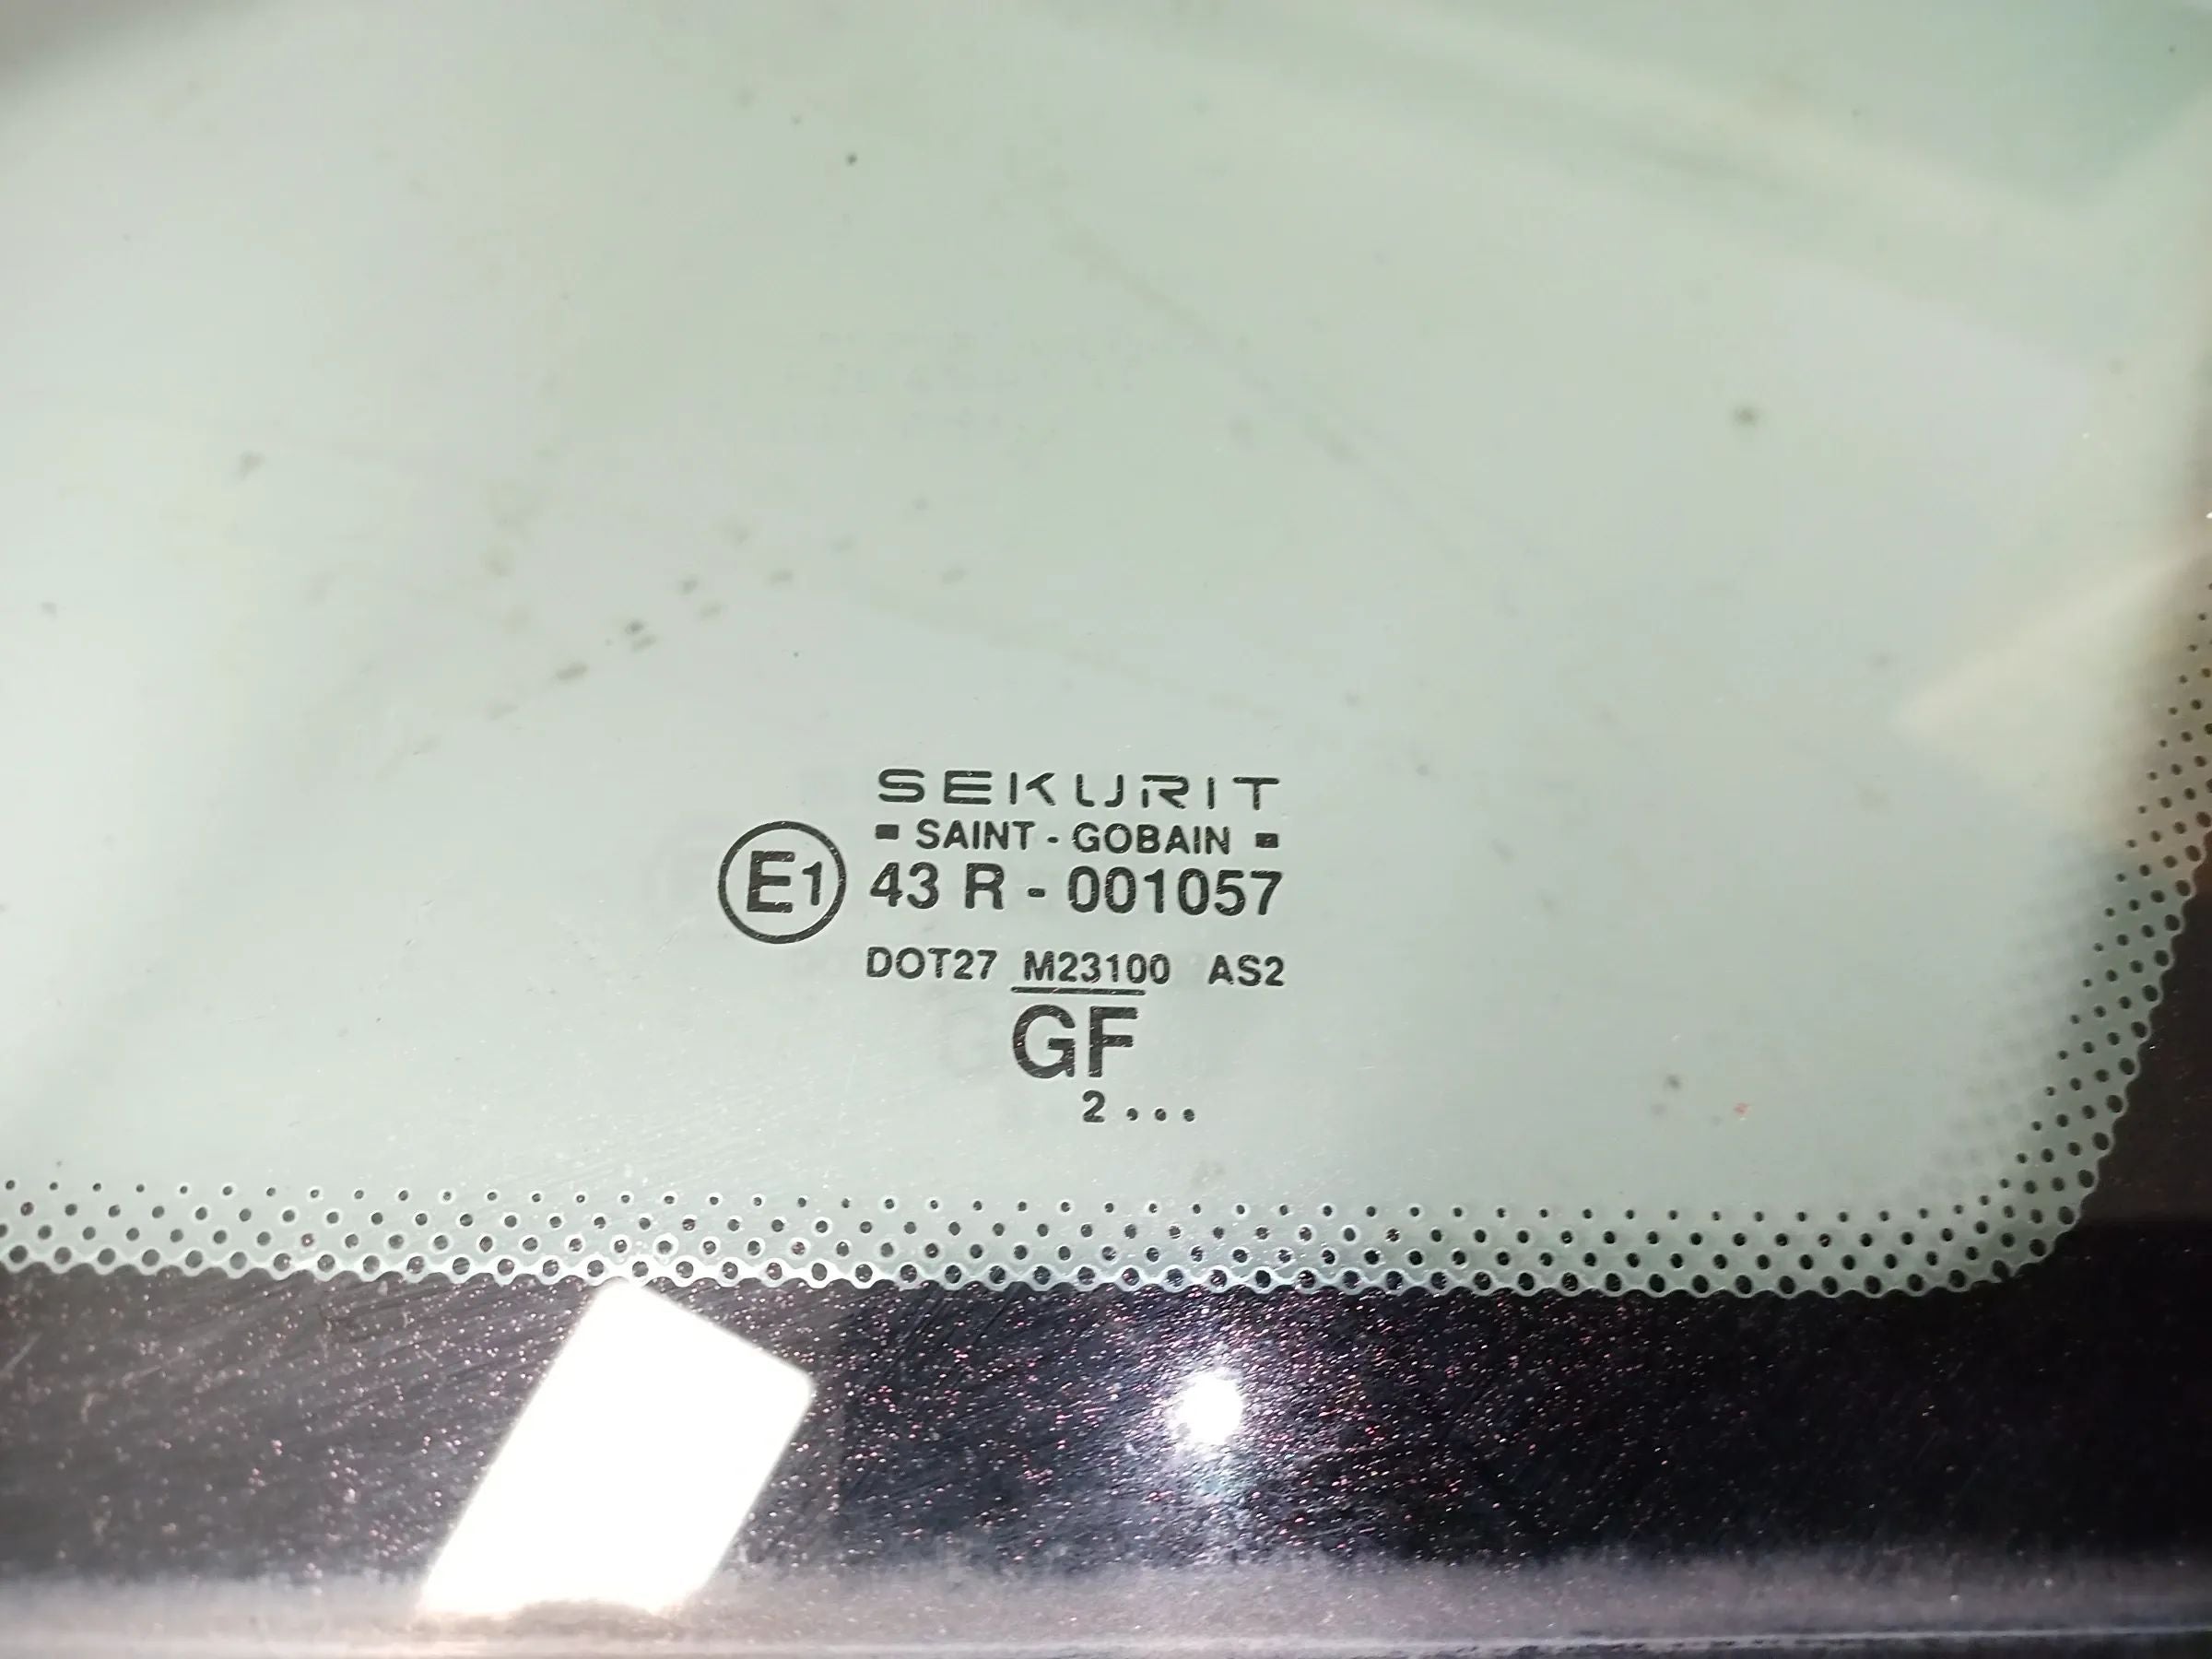 SEKURIT
SAINT - GOBAIN
E1 43 R - 001057
DOT27 M23100 AS2
GF
2 . . .